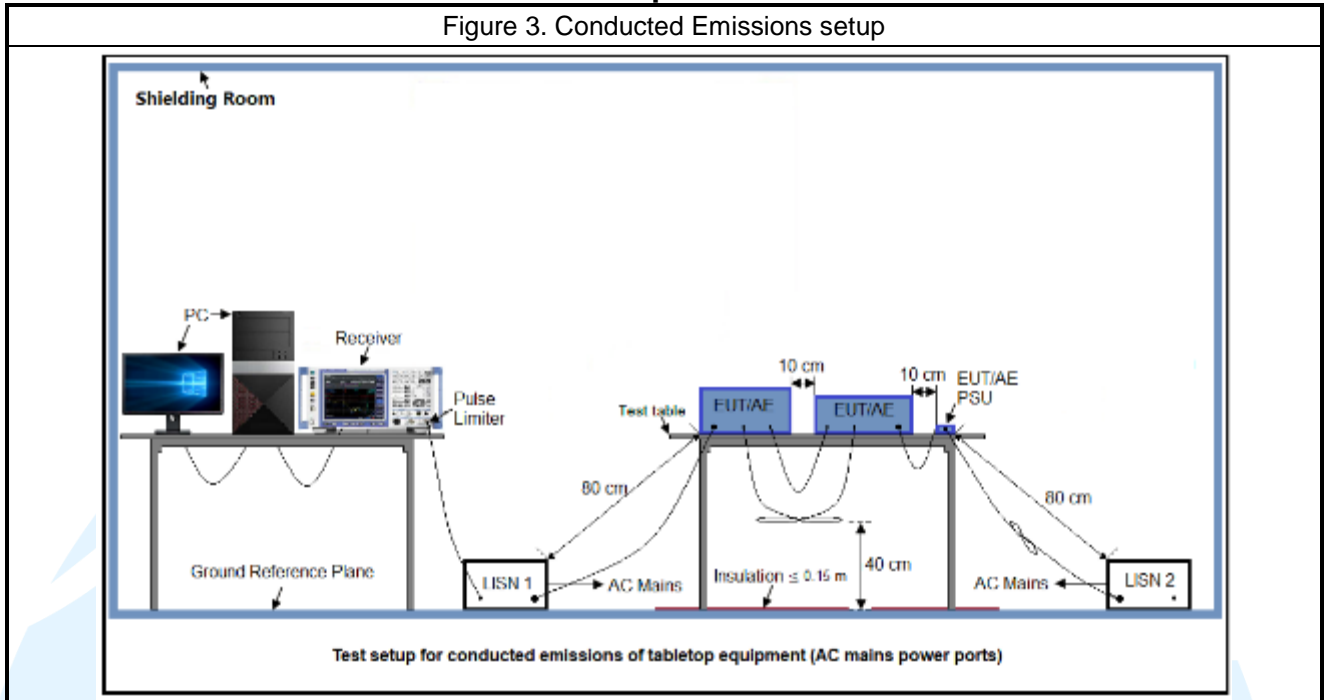 Figure 3. Conducted Emissions setup
Shielding Room
PC
Receiver
Pulse
Limiter
10 cm
10 cm
EUT/AE
PSU
Test table
EUT/AE
EUT/AE
80 cm
80 cm
40 cm
Ground Reference Plane
LISN 1
AC Mains
Insulation ≤ 0.15 m
AC Mains
LISN 2
Test setup for conducted emissions of tabletop equipment (AC mains power ports)